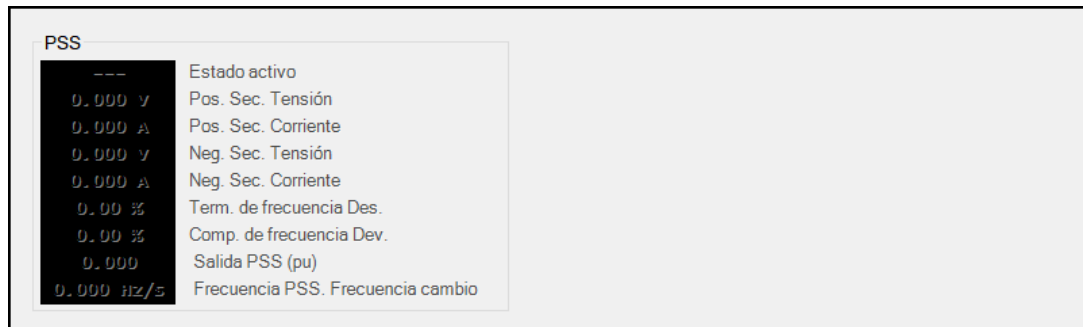 PSS
--- Estado activo
0.000 V Pos. Sec. Tensión
0.000 A Pos. Sec. Corriente
0.000 V Neg. Sec. Tensión
0.000 A Neg. Sec. Corriente
0.00 % Term. de frecuencia Des.
0.00 % Comp. de frecuencia Dev.
0.000 Salida PSS (pu)
0.000 Hz/s Frecuencia PSS. Frecuencia cambio